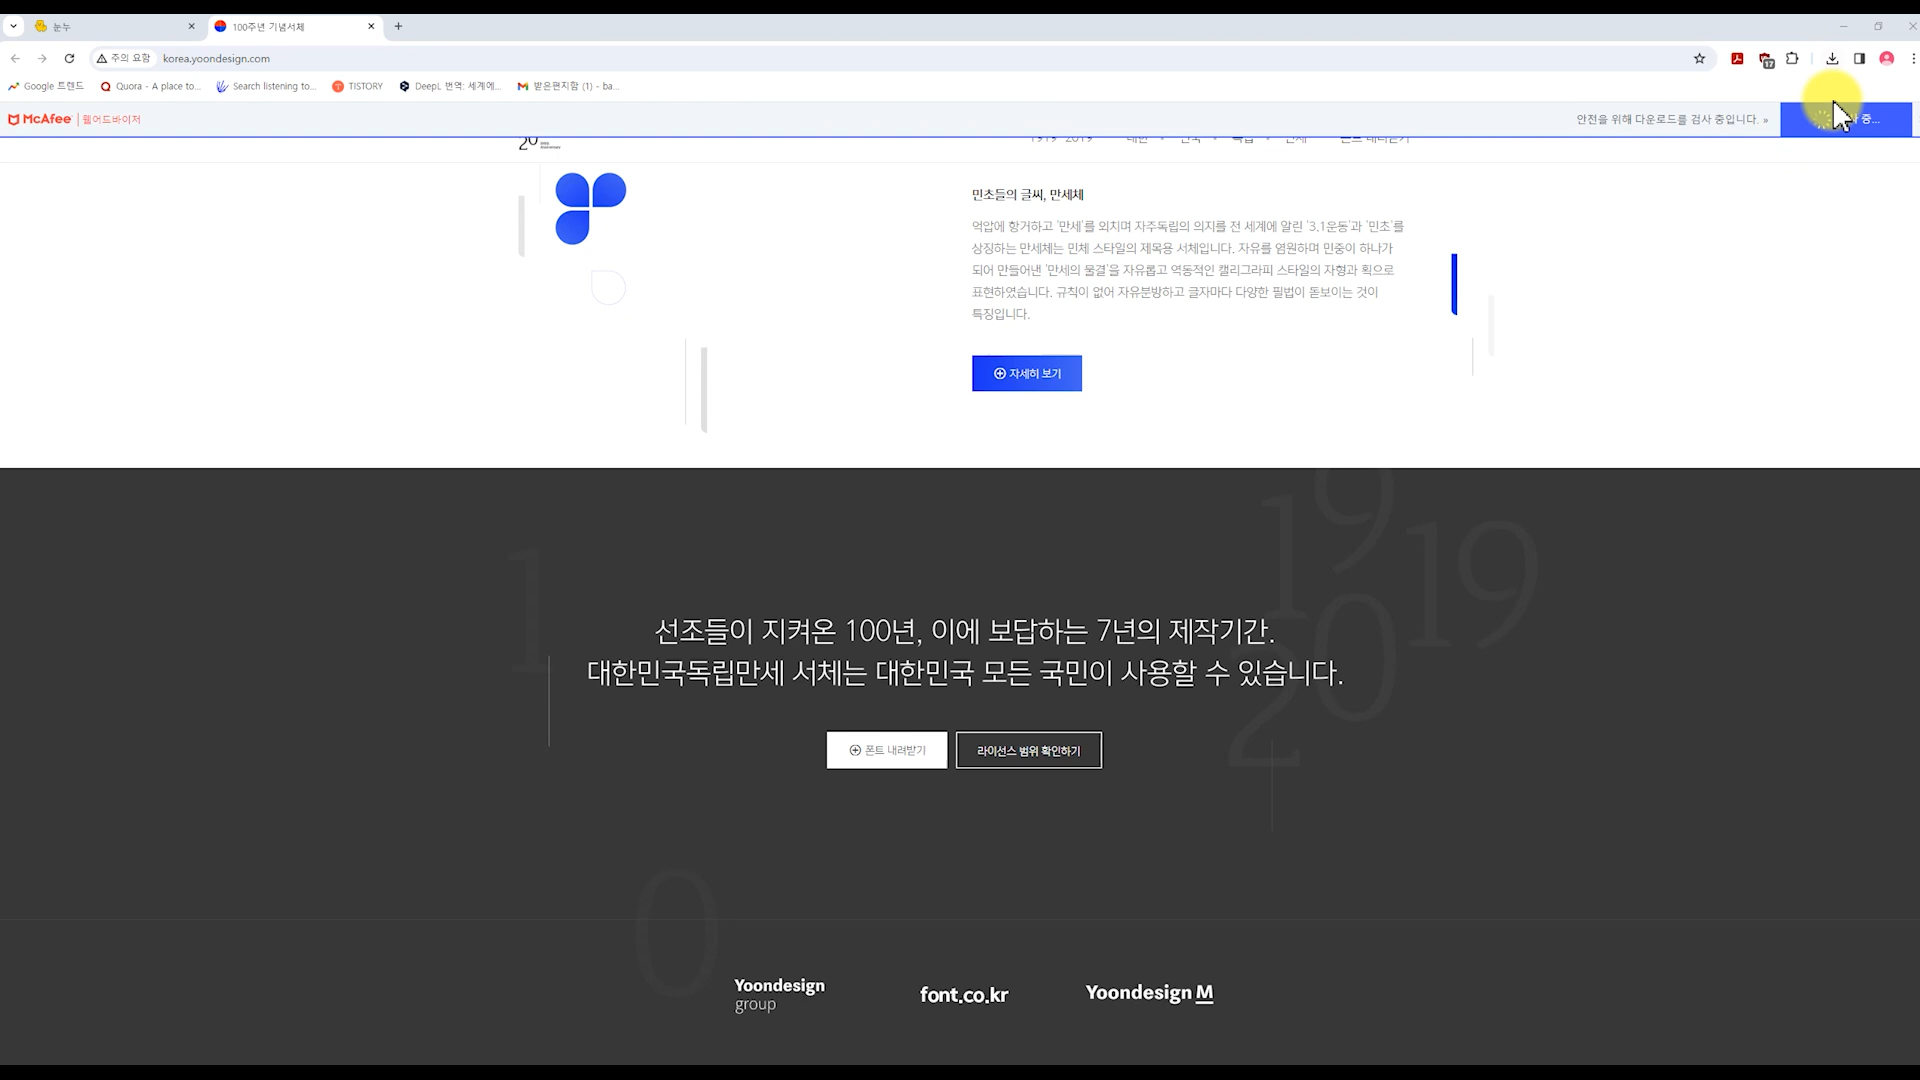 눈누
100주년 기념서체
주의 요함
korea.yoondesign.com
17
Google 트렌드
Quora - A place to...
Search listening to...
TISTORY
DeepL 번역: 세계에...
받은편지함 (1) - ba...
McAfee | 웹어드바이저
안전을 위해 다운로드를 검사 중입니다. »
중...
민초들의 글씨, 만세체
억압에 항거하고 '만세'를 외치며 자주독립의 의지를 전 세계에 알린 '3.1운동'과 '민초'를
상징하는 만세체는 민체 스타일의 제목용 서체입니다. 자유를 염원하며 민중이 하나가
되어 만들어낸 '만세의 물결'을 자유롭고 역동적인 캘리그라피 스타일의 자형과 획으로
표현하였습니다. 규칙이 없어 자유분방하고 글자마다 다양한 필법이 돋보이는 것이
특징입니다.
자세히 보기
19
19
1
20
선조들이 지켜온 100년, 이에 보답하는 7년의 제작기간.
대한민국독립만세 서체는 대한민국 모든 국민이 사용할 수 있습니다.
폰트 내려받기
라이선스 범위 확인하기
0
Yoondesign
group
font.co.kr
Yoondesign M